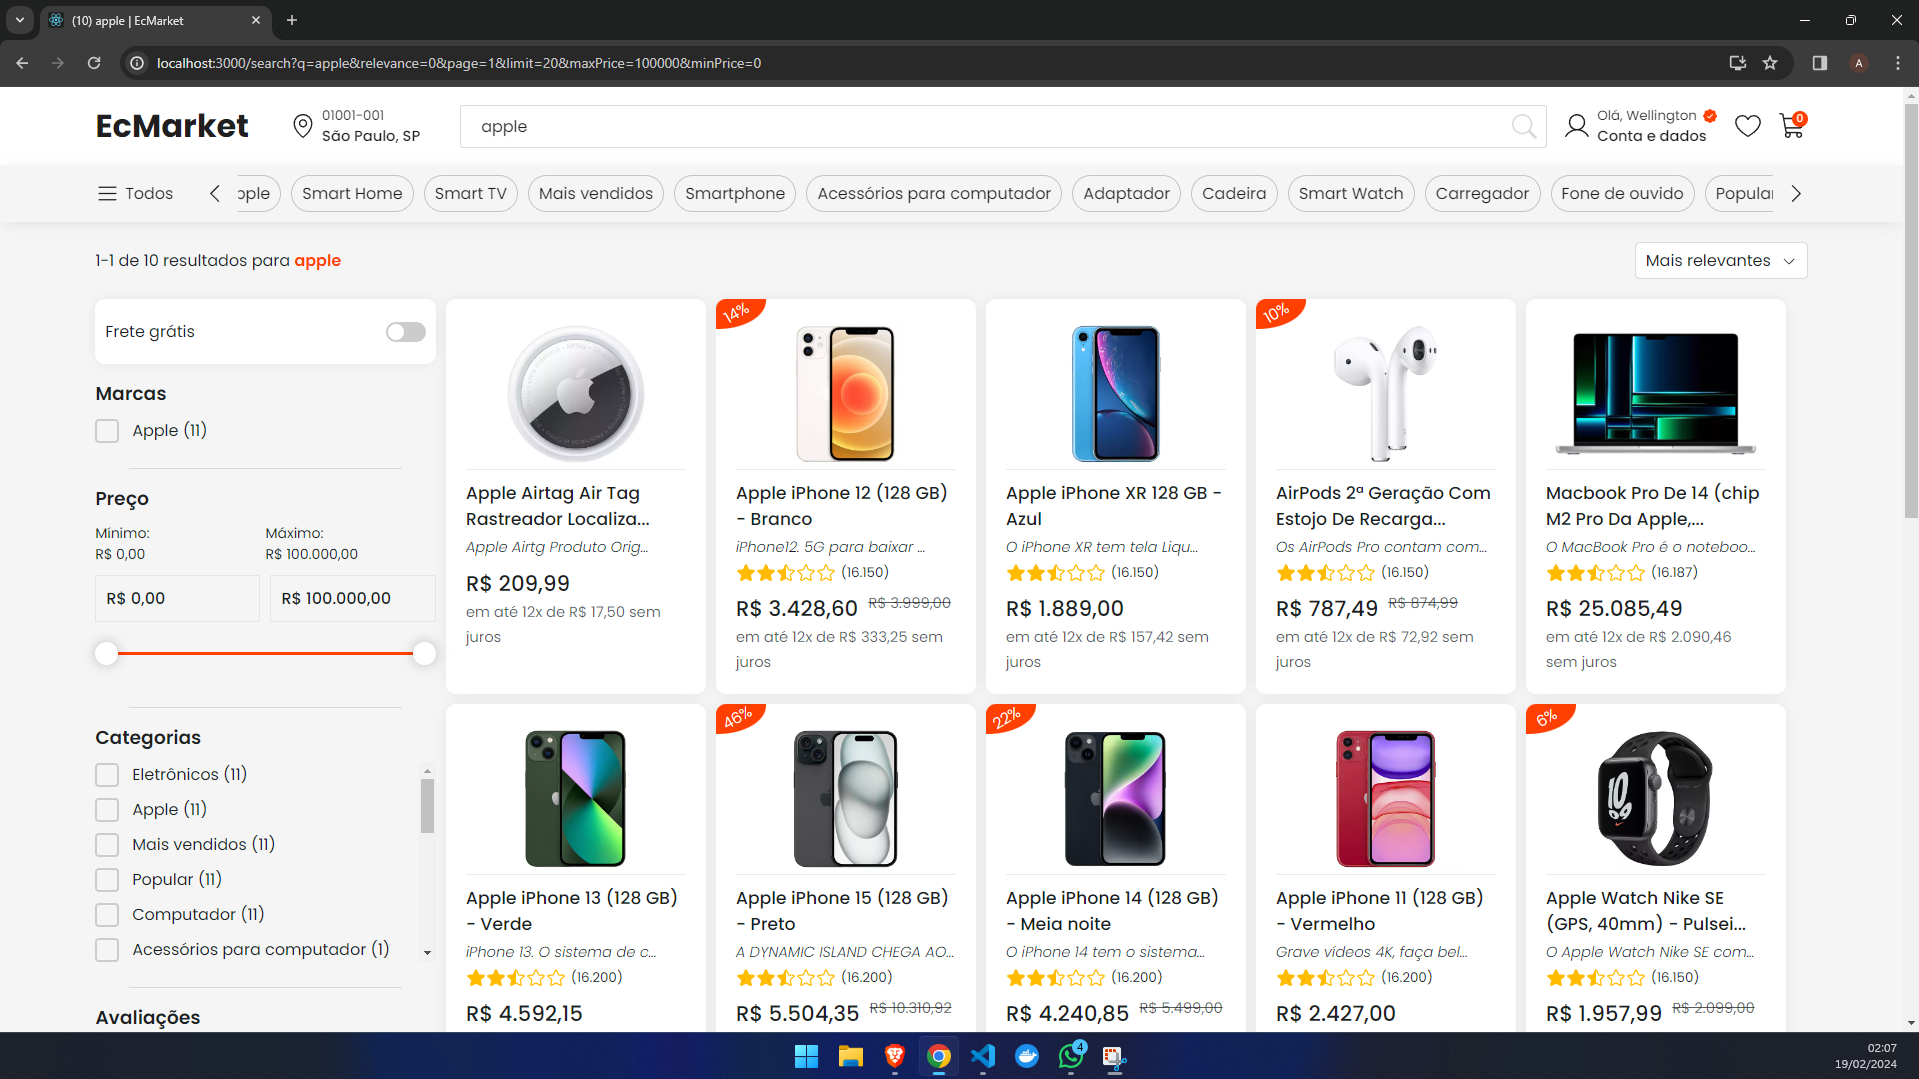 (10) apple | EcMarket
localhost:3000/search?q=apple&relevance=0&page=1&limit=20&maxPrice=100000&minPrice=0
A
EcMarket
01001-001
São Paulo, SP
apple
Olá, Wellington
Conta e dados
0
Todos
ople
Smart Home
Smart TV
Mais vendidos
Smartphone
Acessórios para computador
Adaptador
Cadeira
Smart Watch
Carregador
Fone de ouvido
Popular
1-1 de 10 resultados para apple
Mais relevantes
Frete grátis
Marcas
Apple (11)
Preço
Mínimo:
R$ 0,00
Máximo:
R$ 100.000,00
R$ 0,00
R$ 100.000,00
Categorias
Eletrônicos (11)
Apple (11)
Mais vendidos (11)
Popular (11)
Computador (11)
Acessórios para computador (1)
Avaliações
Apple Airtag Air Tag
Rastreador Localiza...
Apple Airtg Produto Orig...
R$ 209,99
em até 12x de R$ 17,50 sem
juros
14%
Apple iPhone 12 (128 GB)
- Branco
iPhone12. 5G para baixar ...
(16.150)
R$ 3.428,60 R$ 3.999,00
em até 12x de R$ 333,25 sem
juros
Apple iPhone XR 128 GB -
Azul
O iPhone XR tem tela Liqu...
(16.150)
R$ 1.889,00
em até 12x de R$ 157,42 sem
juros
10%
AirPods 2ª Geração Com
Estojo De Recarga...
Os AirPods Pro contam com...
(16.150)
R$ 787,49 R$ 874,99
em até 12x de R$ 72,92 sem
juros
Macbook Pro De 14 (chip
M2 Pro Da Apple,...
O MacBook Pro é o noteboo...
(16.187)
R$ 25.085,49
em até 12x de R$ 2.090,46
sem juros
Apple iPhone 13 (128 GB)
- Verde
iPhone 13. O sistema de c...
(16.200)
R$ 4.592,15
46%
Apple iPhone 15 (128 GB)
- Preto
A DYNAMIC ISLAND CHEGA AO...
(16.200)
R$ 5.504,35 R$ 10.310,92
22%
Apple iPhone 14 (128 GB)
- Meia noite
O iPhone 14 tem o sistema...
(16.200)
R$ 4.240,85 R$ 5.499,00
Apple iPhone 11 (128 GB)
- Vermelho
Grave vídeos 4K, faça bel...
(16.200)
R$ 2.427,00
6%
10
Apple Watch Nike SE
(GPS, 40mm) - Pulsei...
O Apple Watch Nike SE com...
(16.150)
R$ 1.957,99 R$ 2.099,00
4
02:07
19/02/2024